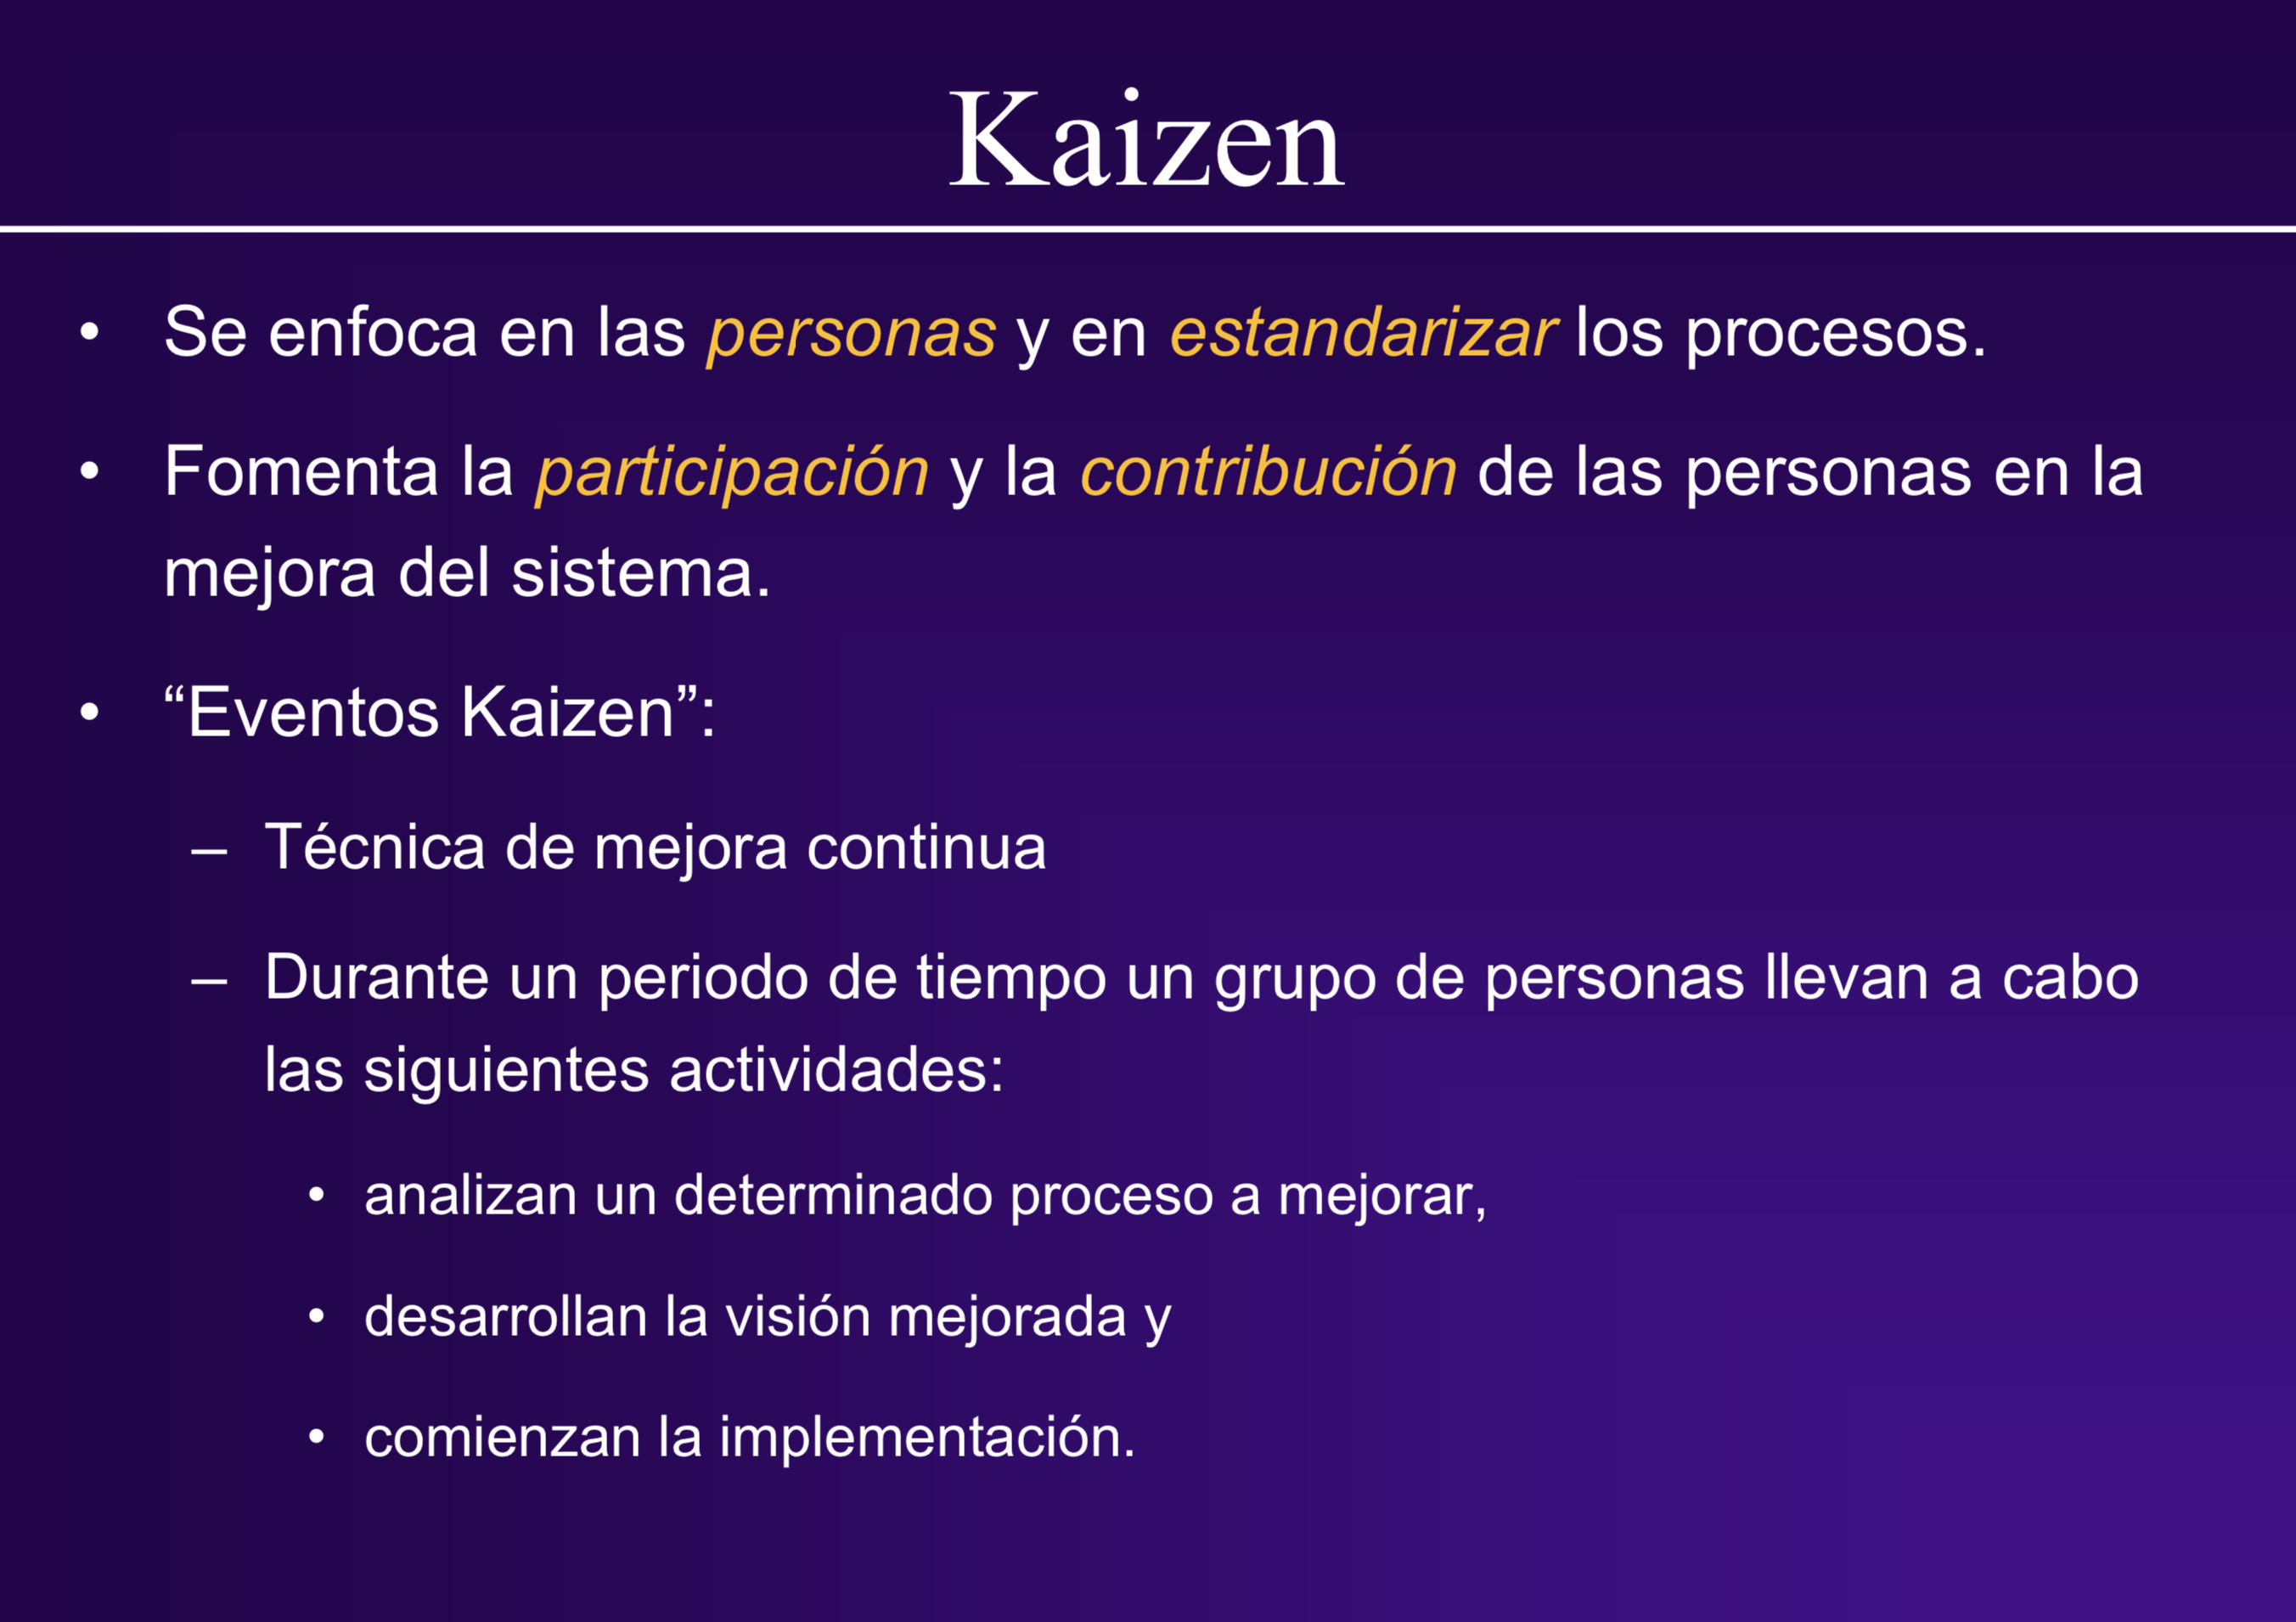 Kaizen
• Se enfoca en las personas y en estandarizar los procesos.
• Fomenta la participación y la contribución de las personas en la
mejora del sistema.
• “Eventos Kaizen”:
– Técnica de mejora continua
– Durante un periodo de tiempo un grupo de personas llevan a cabo
las siguientes actividades:
• analizan un determinado proceso a mejorar,
• desarrollan la visión mejorada y
• comienzan la implementación.